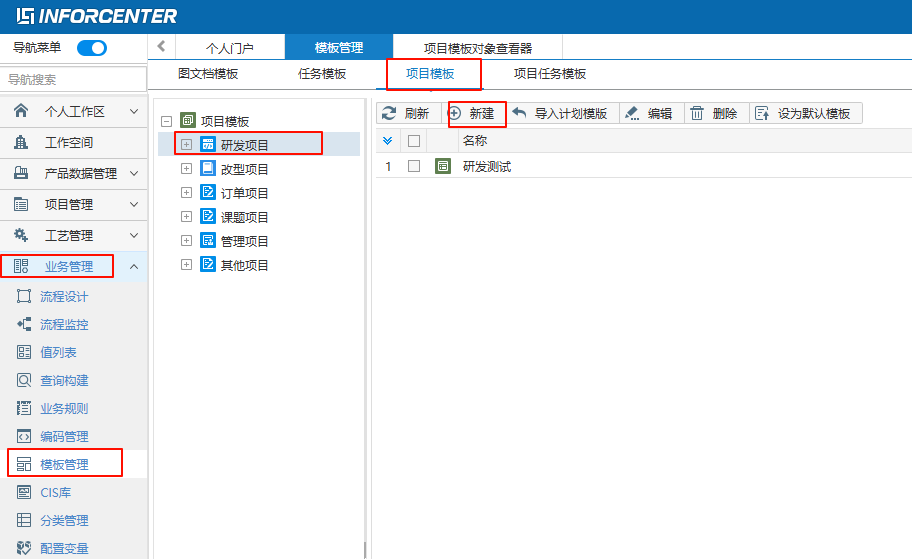 INFORCENTER
导航菜单
个人门户
模板管理
项目模板对象查看器
导航搜索
图文档模板
任务模板
项目模板
项目任务模板
个人工作区
工作空间
产品数据管理
项目管理
工艺管理
业务管理
流程设计
流程监控
值列表
查询构建
业务规则
编码管理
模板管理
CIS库
分类管理
配置变量
项目模板
研发项目
改型项目
订单项目
课题项目
管理项目
其他项目
刷新
新建
导入计划模版
编辑
删除
设为默认模板
名称
1
研发测试